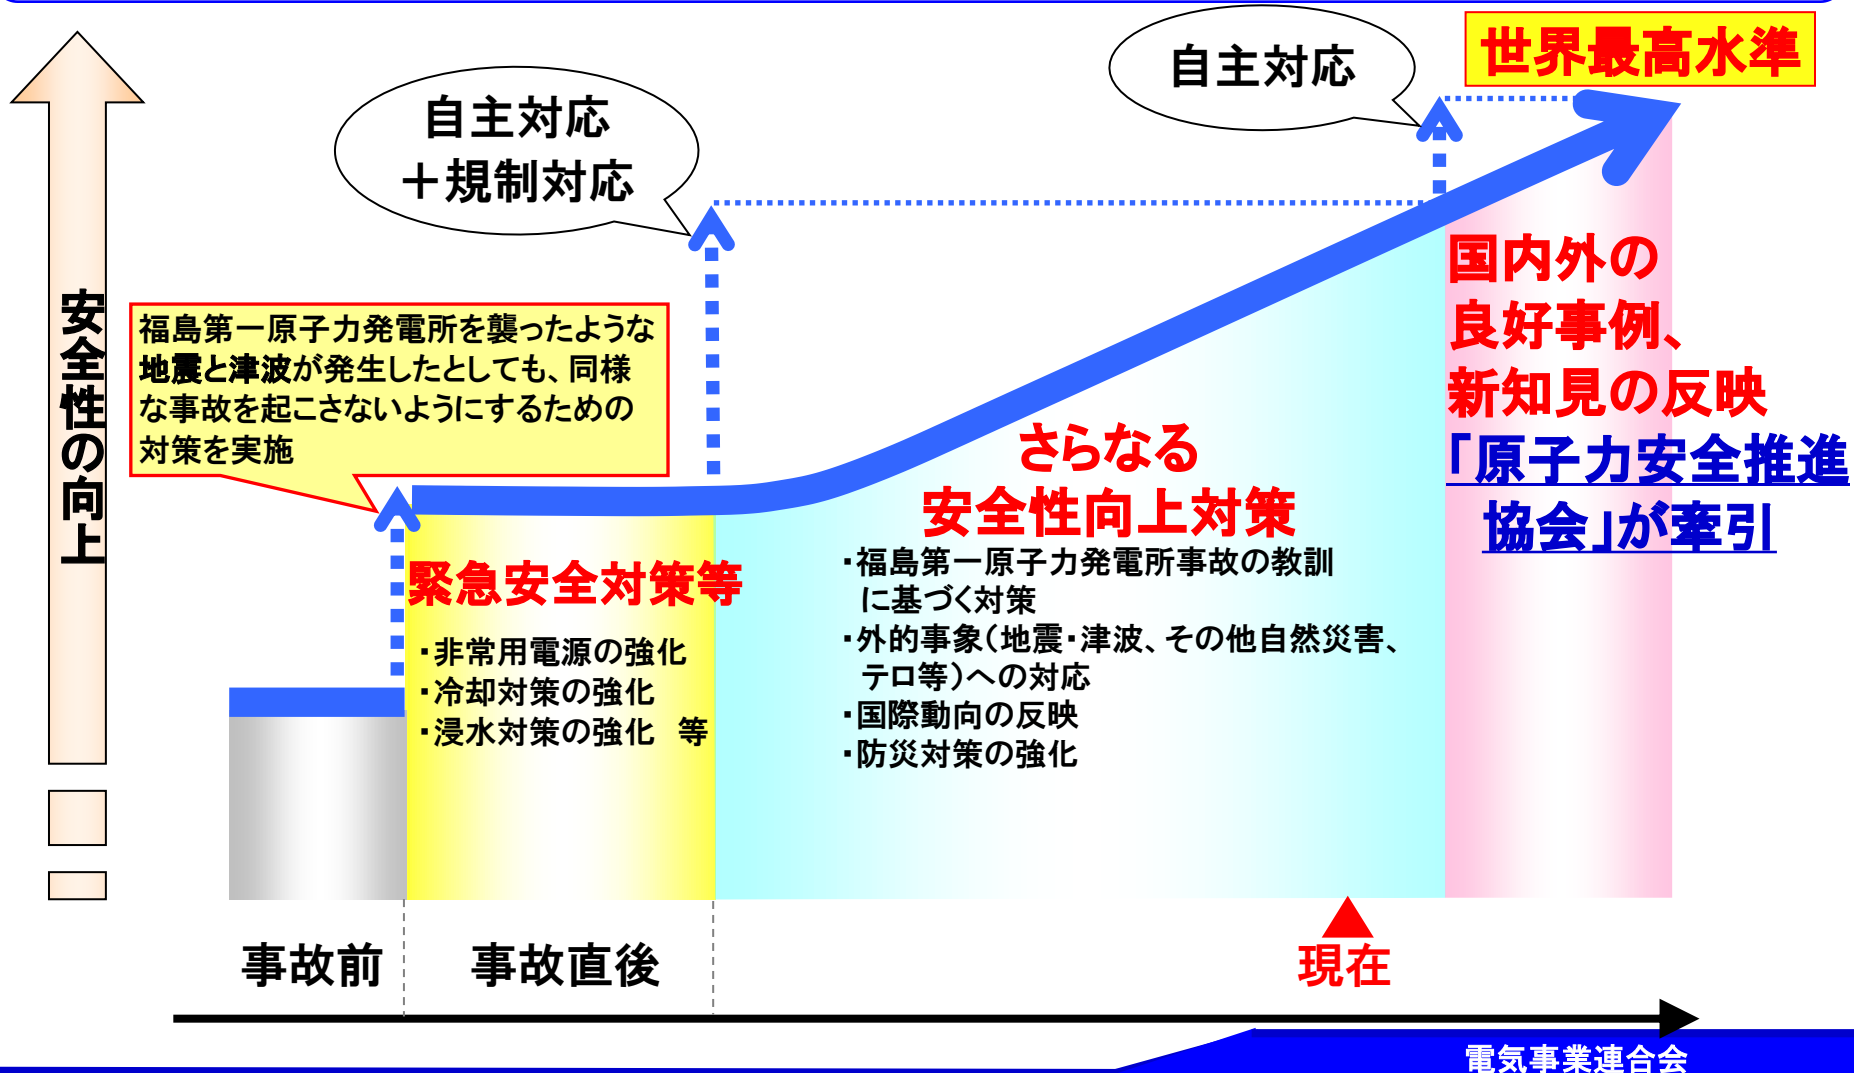 世界最高水準
自主対応
自主対応
＋規制対応
安全性の向上
福島第一原子力発電所を襲ったような
地震と津波が発生したとしても、同様
な事故を起こさないようにするための
対策を実施
国内外の
良好事例、
新知見の反映
「原子力安全推進
協会」が牽引
さらなる
安全性向上対策
・福島第一原子力発電所事故の教訓
に基づく対策
・外的事象（地震・津波、その他自然災害、
テロ等）への対応
・国際動向の反映
・防災対策の強化
緊急安全対策等
・非常用電源の強化
・冷却対策の強化
・浸水対策の強化　等
事故前
事故直後
現在
電気事業連合会